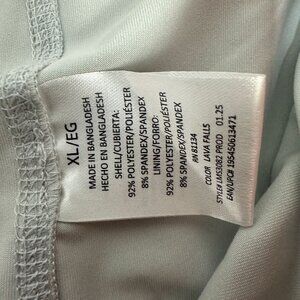 XL/EG
MADE IN BANGLADESH
HECHO EN BANGLADESH
SHELL/CUBIERTA:
92% POLYESTER/POLIÉSTER
8% SPANDEX/SPANDEX
LINING/FORRO:
92% POLYESTER/POLIÉSTER
8% SPANDEX/SPANDEX
RN 81134
COLOR LAVA FALLS
STYLE# LMS3282 PROD 01.25
EAN/UPC# 195450613471